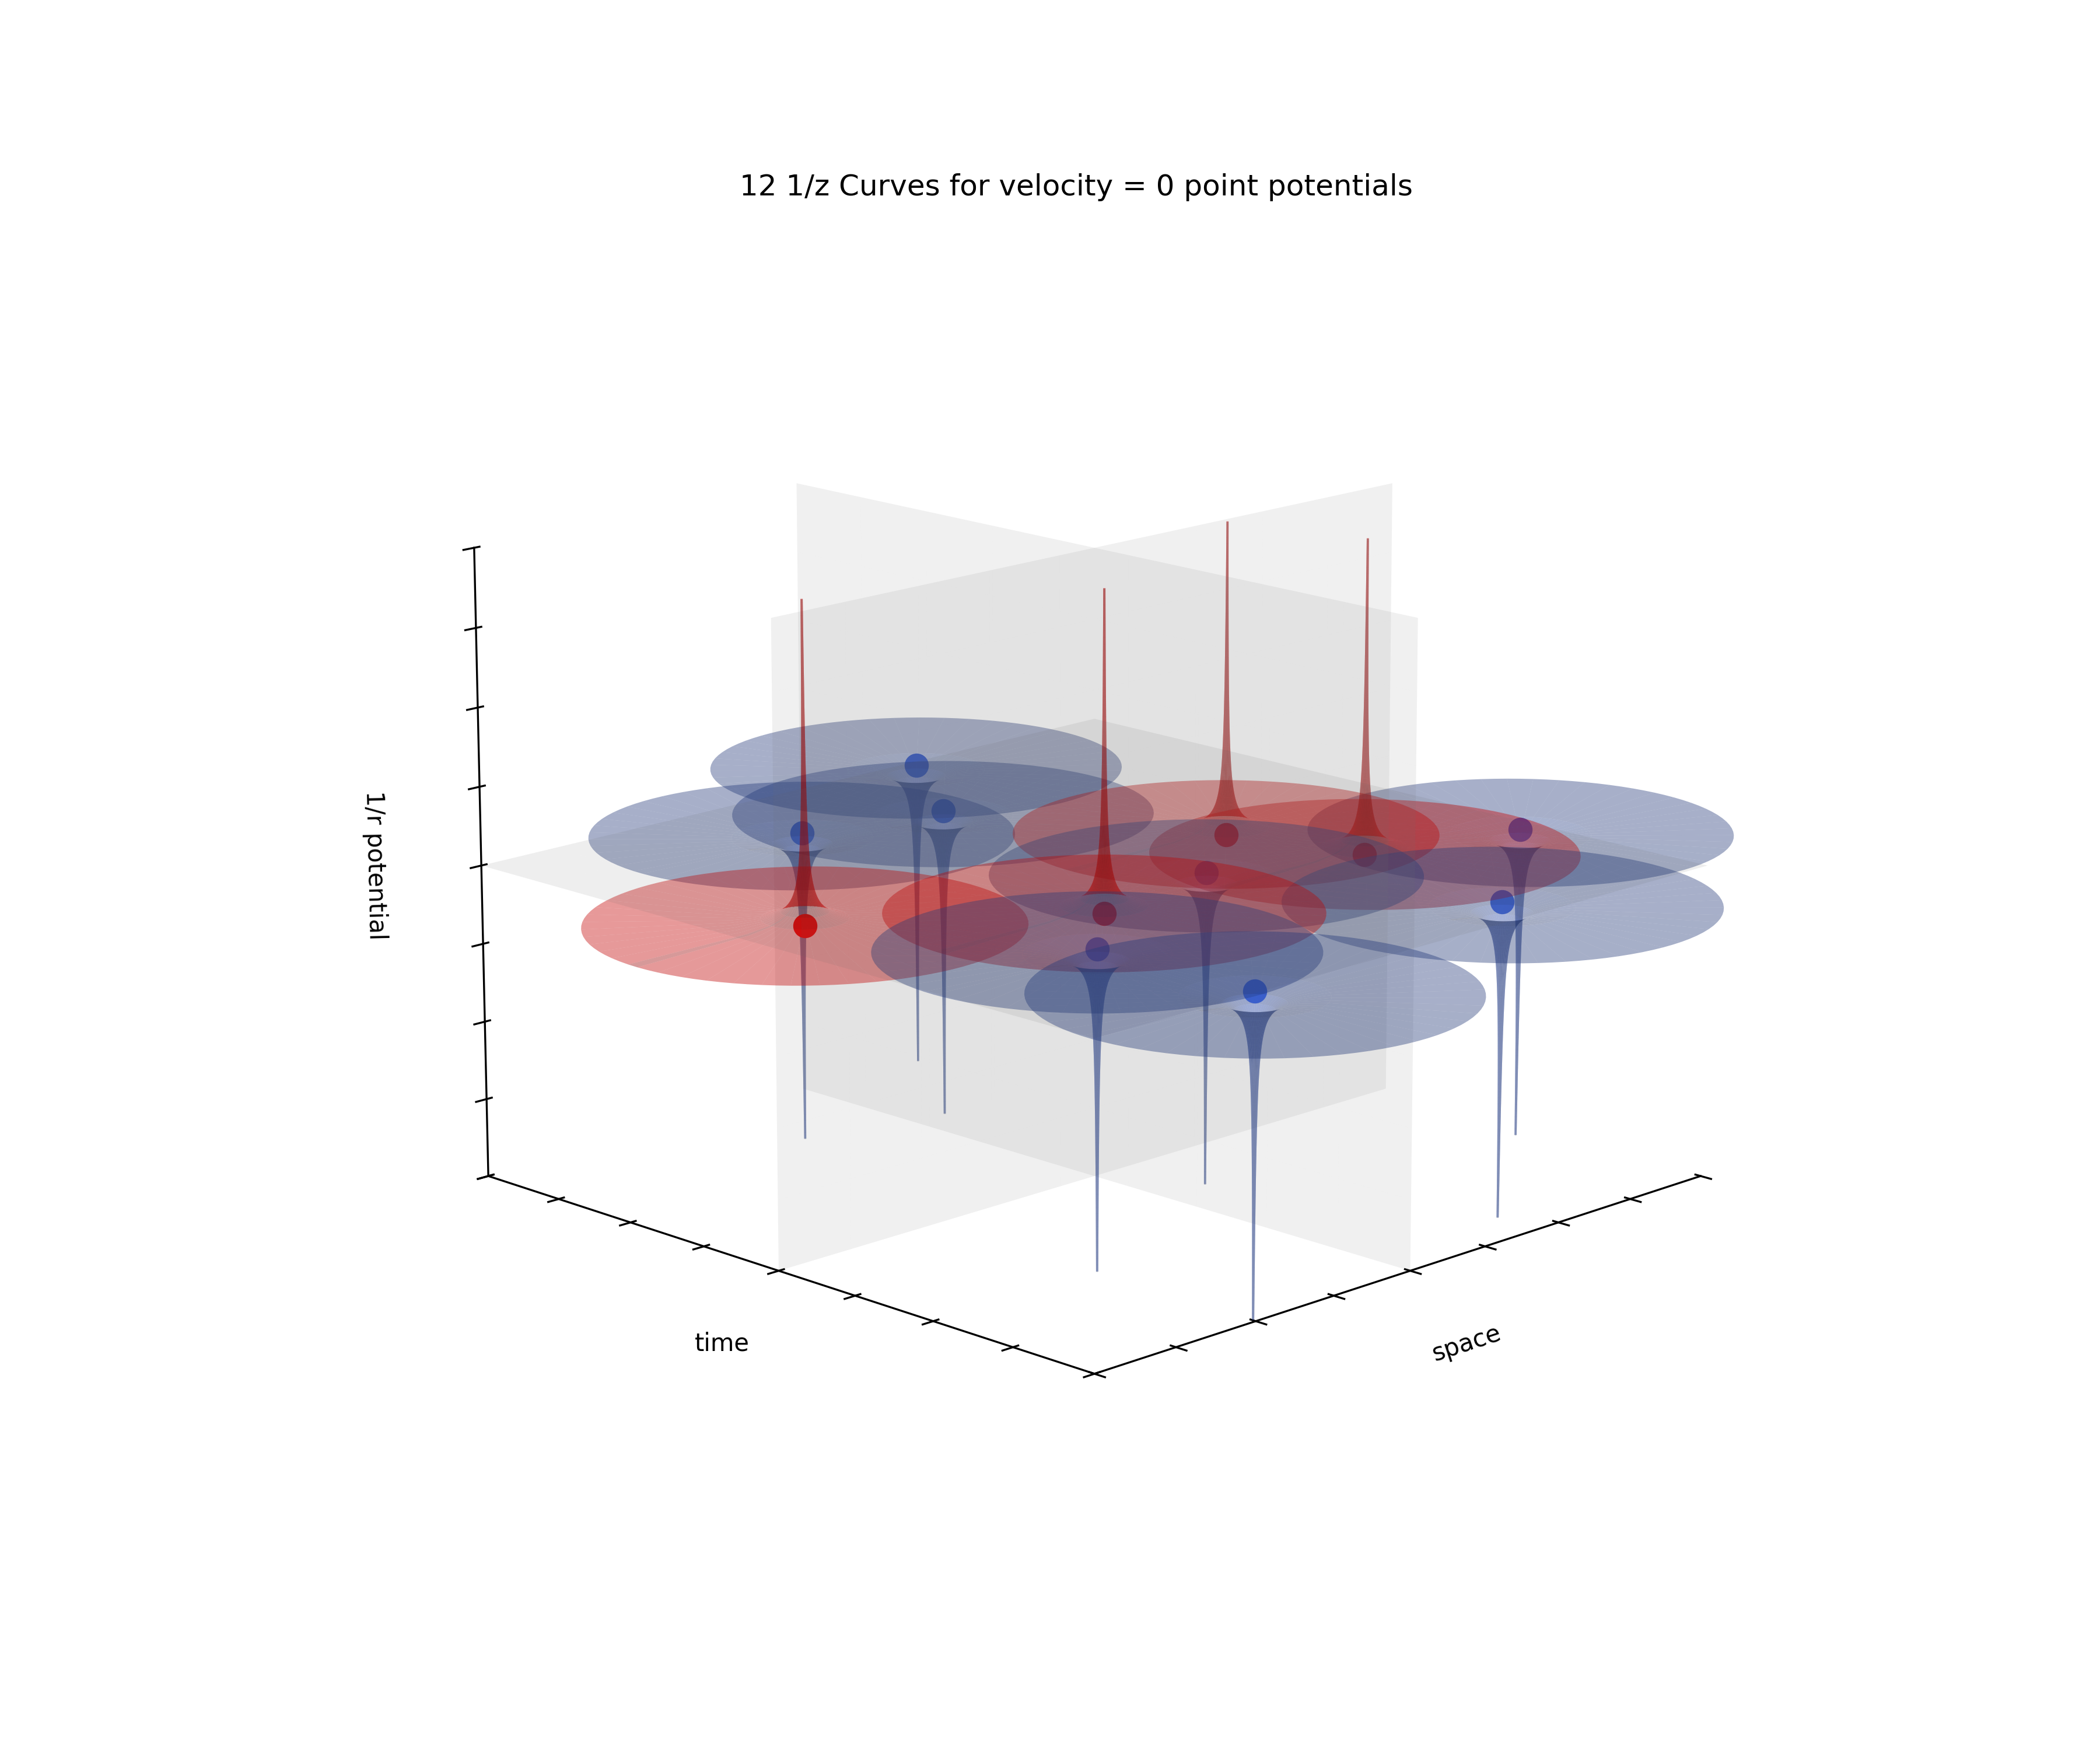 12 1/z Curves for velocity = 0 point potentials
1/r potential
time
space